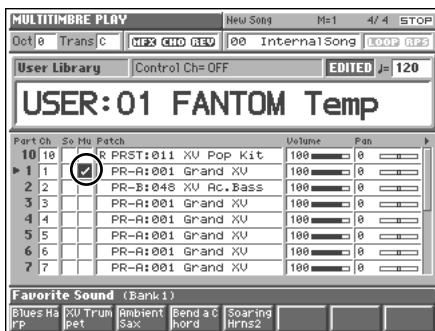 MULTITIMBRE PLAY New Song M=1 4/4 STOP
Oct 0 Trans C MFX CHO REV 00 InternalSong LOOP RPS
User Library Control Ch= OFF EDITED ♩= 120
USER:01 FANTOM Temp
Part Ch So Mu Patch Volume Pan
10 10 R PRST:011 XV Pop Kit 100 0
1 1 PR-A:001 Grand XV 100 0
2 2 PR-B:048 XV Ac.Bass 100 0
3 3 PR-A:001 Grand XV 100 0
4 4 PR-A:001 Grand XV 100 0
5 5 PR-A:001 Grand XV 100 0
6 6 PR-A:001 Grand XV 100 0
7 7 PR-A:001 Grand XV 100 0
Favorite Sound (Bank1)
Blues Ha XV Trum Ambient Bend a C Soaring
rp pet Sax hord Hrns2